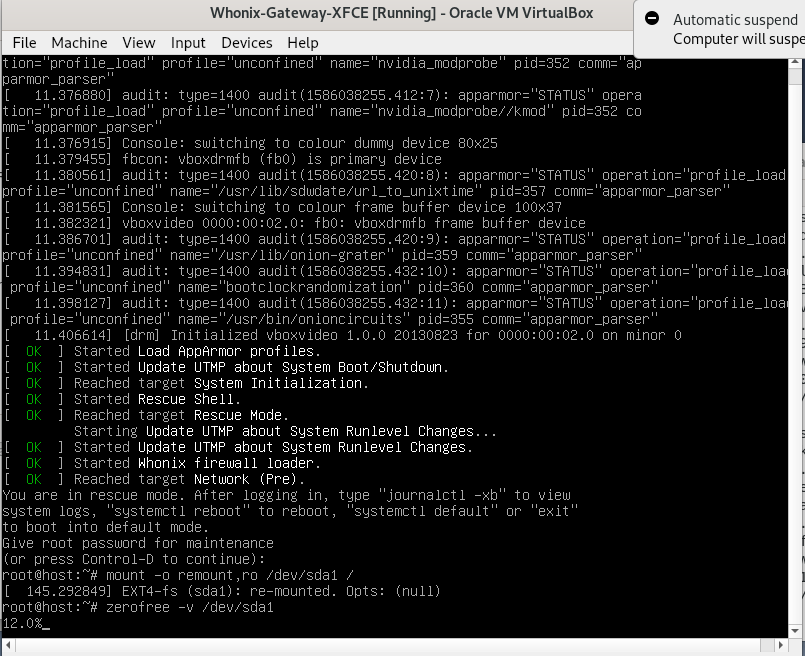 Whonix-Gateway-XFCE [Running] - Oracle VM VirtualBox
Automatic suspend
Computer will suspe
File Machine View Input Devices Help
tion="profile_load" profile="unconfined" name="nvidia_modprobe" pid=352 comm="ap
parmor_parser"
[   11.376880] audit: type=1400 audit(1586038255.412:7): apparmor="STATUS" opera
tion="profile_load" profile="unconfined" name="nvidia_modprobe//kmod" pid=352 co
mm="apparmor_parser"
[   11.376915] Console: switching to colour dummy device 80x25
[   11.379455] fbcon: vboxdrmfb (fb0) is primary device
[   11.380561] audit: type=1400 audit(1586038255.420:8): apparmor="STATUS" operation="profile_load
profile="unconfined" name="/usr/lib/sdwdate/url_to_unixtime" pid=357 comm="apparmor_parser"
[   11.381565] Console: switching to colour frame buffer device 100x37
[   11.382321] vboxvideo 0000:00:02.0: fb0: vboxdrmfb frame buffer device
[   11.386701] audit: type=1400 audit(1586038255.420:9): apparmor="STATUS" operation="profile_load
profile="unconfined" name="/usr/lib/onion-grater" pid=359 comm="apparmor_parser"
[   11.394831] audit: type=1400 audit(1586038255.432:10): apparmor="STATUS" operation="profile_loa
profile="unconfined" name="bootclockrandomization" pid=360 comm="apparmor_parser"
[   11.398127] audit: type=1400 audit(1586038255.432:11): apparmor="STATUS" operation="profile_loa
profile="unconfined" name="/usr/bin/onioncircuits" pid=355 comm="apparmor_parser"
[   11.406614] [drm] Initialized vboxvideo 1.0.0 20130823 for 0000:00:02.0 on minor 0
[  OK  ] Started Load AppArmor profiles.
[  OK  ] Started Update UTMP about System Boot/Shutdown.
[  OK  ] Reached target System Initialization.
[  OK  ] Started Rescue Shell.
[  OK  ] Reached target Rescue Mode.
Starting Update UTMP about System Runlevel Changes...
[  OK  ] Started Update UTMP about System Runlevel Changes.
[  OK  ] Started Whonix firewall loader.
[  OK  ] Reached target Network (Pre).
You are in rescue mode. After logging in, type "journalctl -xb" to view
system logs, "systemctl reboot" to reboot, "systemctl default" or "exit"
to boot into default mode.
Give root password for maintenance
(or press Control-D to continue):
root@host:~# mount -o remount,ro /dev/sda1 /
[  145.292849] EXT4-fs (sda1): re-mounted. Opts: (null)
root@host:~# zerofree -v /dev/sda1
12.0%_